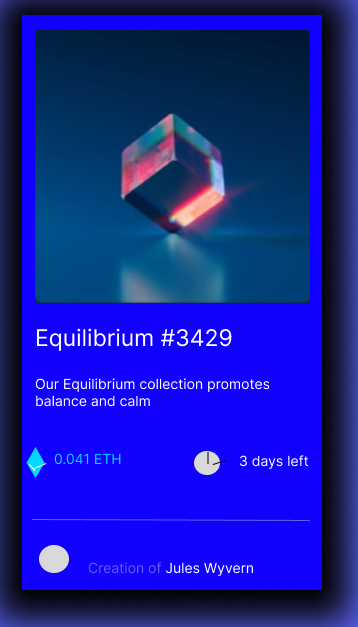 Equilibrium #3429
Our Equilibrium collection promotes
balance and calm
0.041 ETH
3 days left
Creation of Jules Wyvern